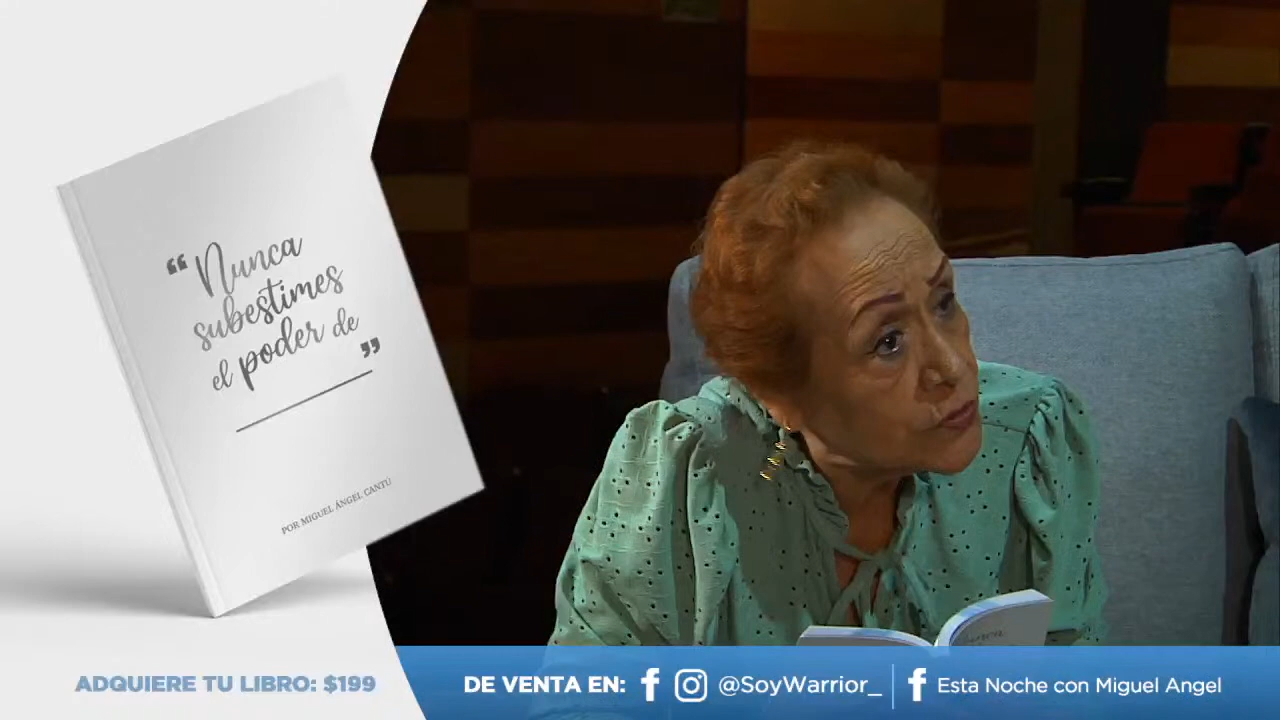 “Nunca
subestimes
el poder de”
POR MIGUEL ÁNGEL CANTÚ
ADQUIERE TU LIBRO: $199
DE VENTA EN: @SoyWarrior_ Esta Noche con Miguel Angel